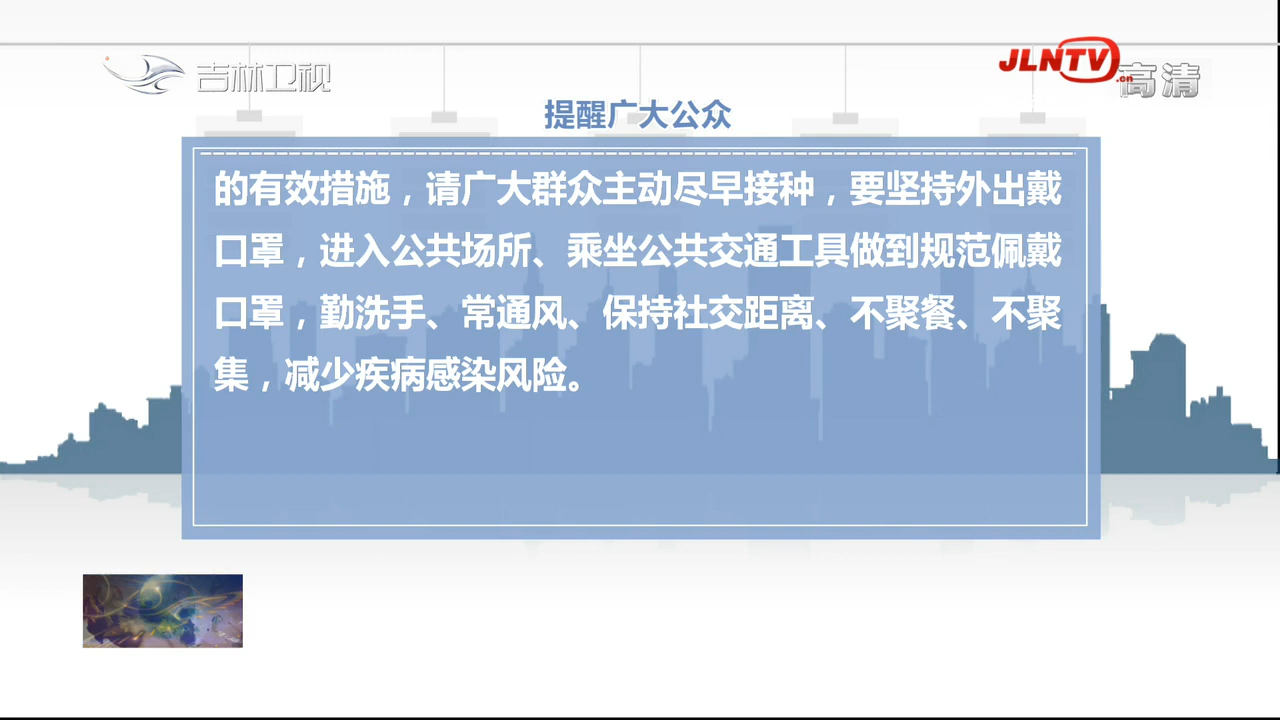 吉林卫视
JLNTV.cn
高清
提醒广大公众
的有效措施，请广大群众主动尽早接种，要坚持外出戴
口罩，进入公共场所、乘坐公共交通工具做到规范佩戴
口罩，勤洗手、常通风、保持社交距离、不聚餐、不聚
集，减少疾病感染风险。